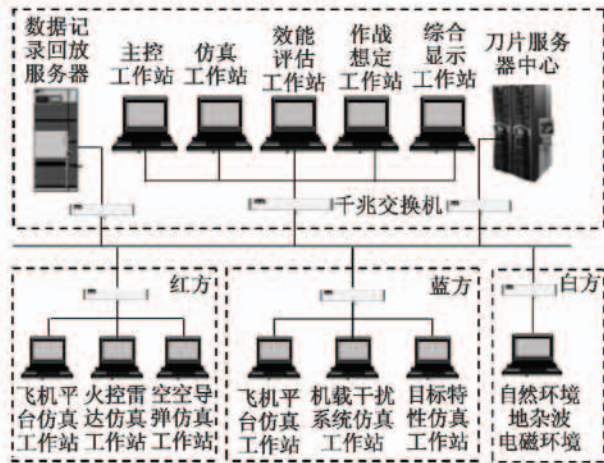 数据记
录回放
服务器
主控
工作站
仿真
工作站
效能
评估
工作站
作战
想定
工作站
综合
显示
工作站
刀片服务
器中心
千兆交换机
红方
飞机平
台仿真
工作站
火控雷
达仿真
工作站
空空导
弹仿真
工作站
蓝方
飞机平
台仿真
工作站
机载干扰
系统仿真
工作站
目标特
性仿真
工作站
白方
自然环境
地杂波
电磁环境